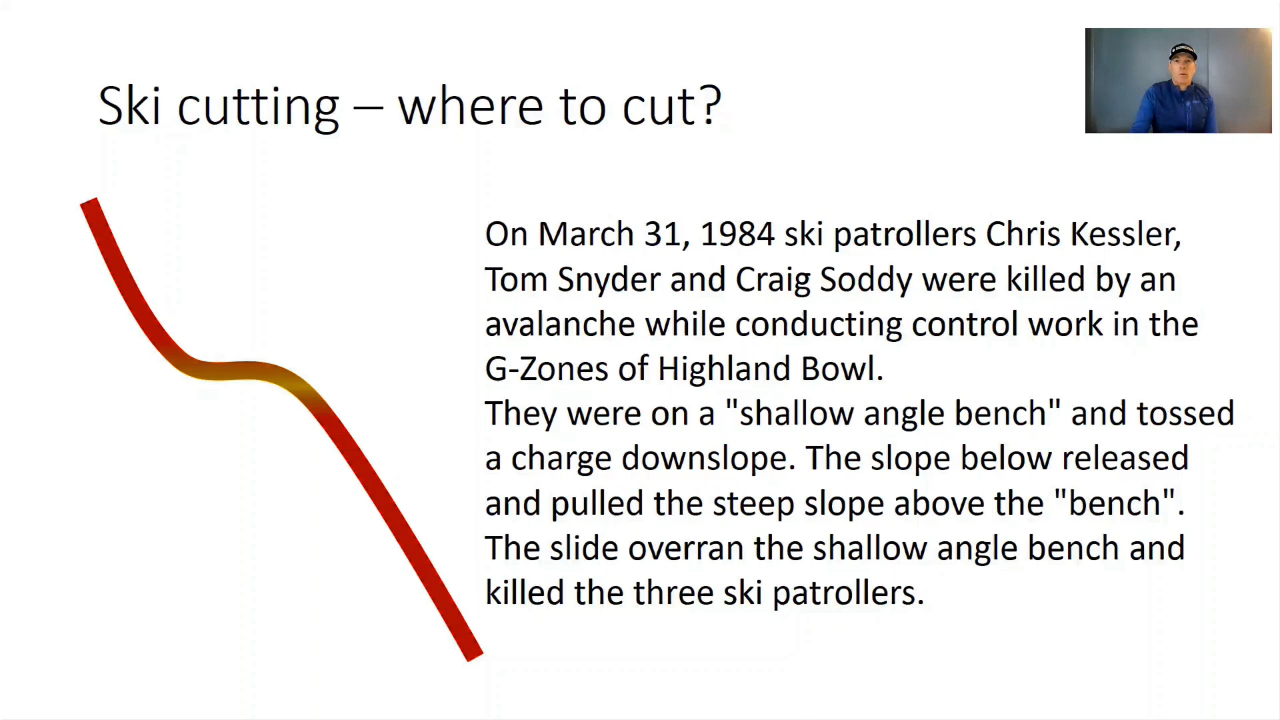 Ski cutting – where to cut?
On March 31, 1984 ski patrollers Chris Kessler,
Tom Snyder and Craig Soddy were killed by an
avalanche while conducting control work in the
G-Zones of Highland Bowl.
They were on a "shallow angle bench" and tossed
a charge downslope. The slope below released
and pulled the steep slope above the "bench".
The slide overran the shallow angle bench and
killed the three ski patrollers.